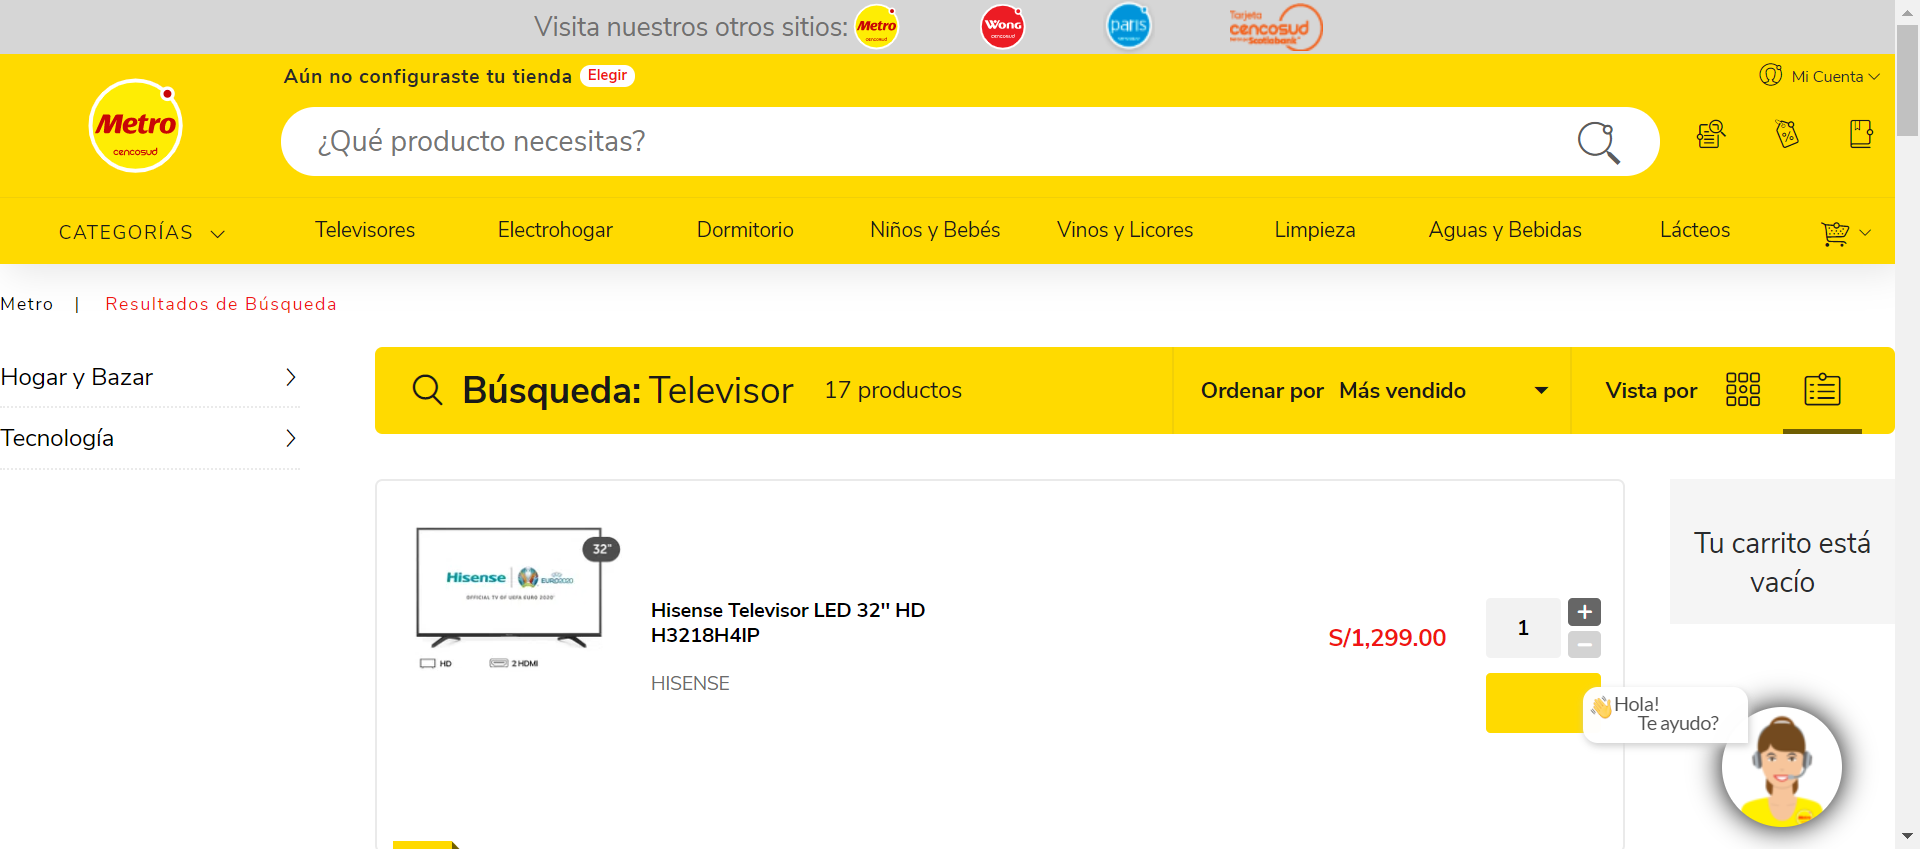 Visita nuestros otros sitios:
Metro
cencosud
Wong
cencosud
paris
Tarjeta
cencosud
Scotiabank
Aún no configuraste tu tienda Elegir
Mi Cuenta
Metro
cencosud
¿Qué producto necesitas?
CATEGORÍAS
Televisores
Electrohogar
Dormitorio
Niños y Bebés
Vinos y Licores
Limpieza
Aguas y Bebidas
Lácteos
Metro | Resultados de Búsqueda
Hogar y Bazar
Tecnología
Búsqueda: Televisor 17 productos
Ordenar por Más vendido
Vista por
32"
Hisense
EURO2020
OFFICIAL TV OF UEFA EURO 2020
HD
2 HDMI
Hisense Televisor LED 32'' HD
H3218H4IP
HISENSE
S/1,299.00
1
+
−
Tu carrito está
vacío
👋Hola!
Te ayudo?